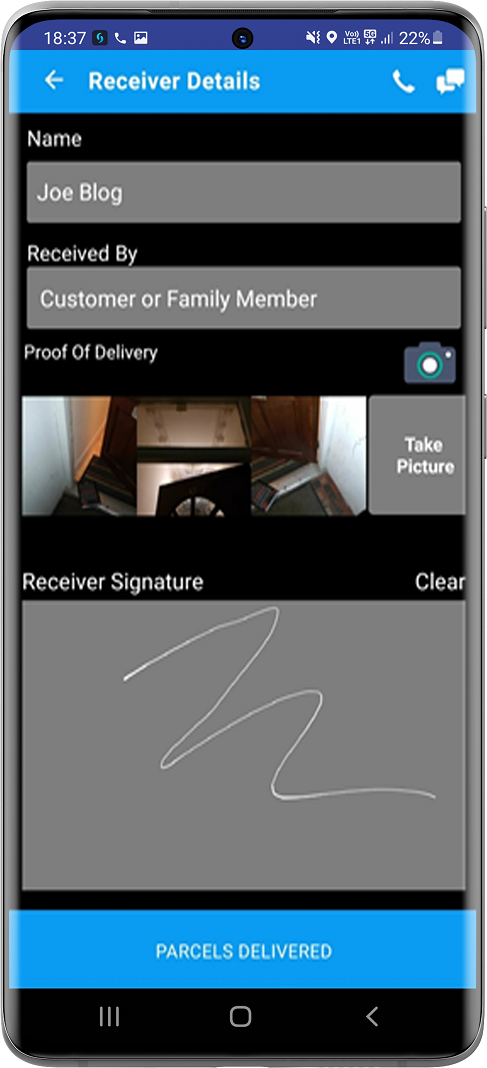 18:37
Vo))
LTE1
5G
22%
Receiver Details
Name
Joe Blog
Received By
Customer or Family Member
Proof Of Delivery
Take
Picture
Receiver Signature
Clear
PARCELS DELIVERED